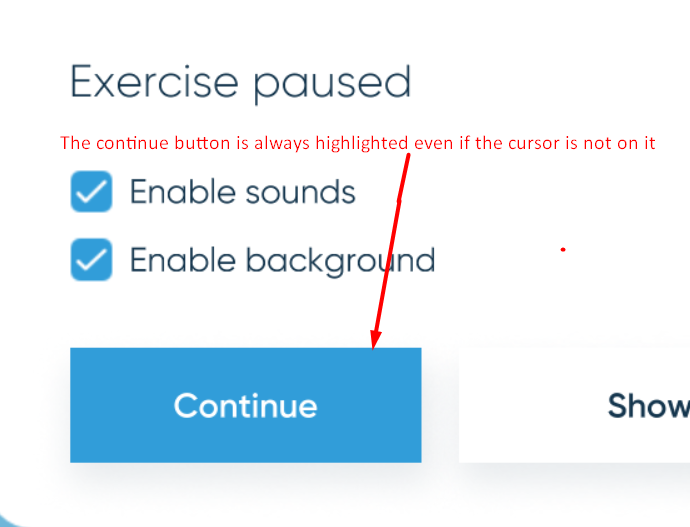 Exercise paused
The continue button is always highlighted even if the cursor is not on it
Enable sounds
Enable background
Continue
Show